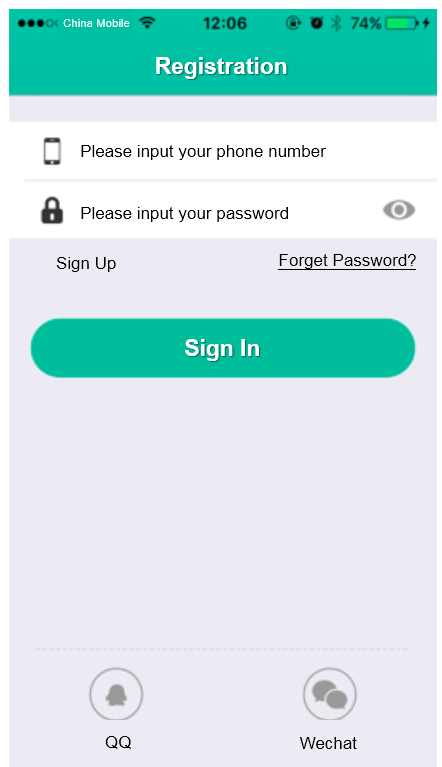 China Mobile 12:06 74%
Registration
Please input your phone number
Please input your password
Sign Up Forget Password?
Sign In
QQ Wechat